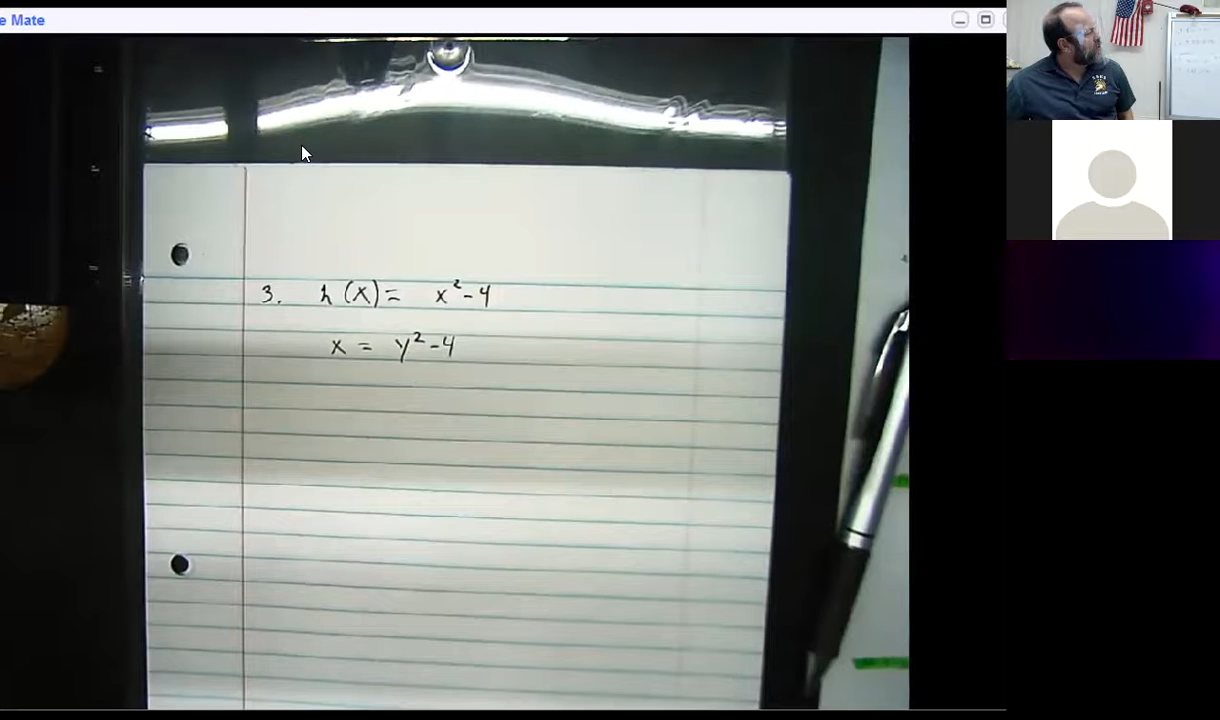 e Mate
3. h(x) = x²-4
x = y²-4